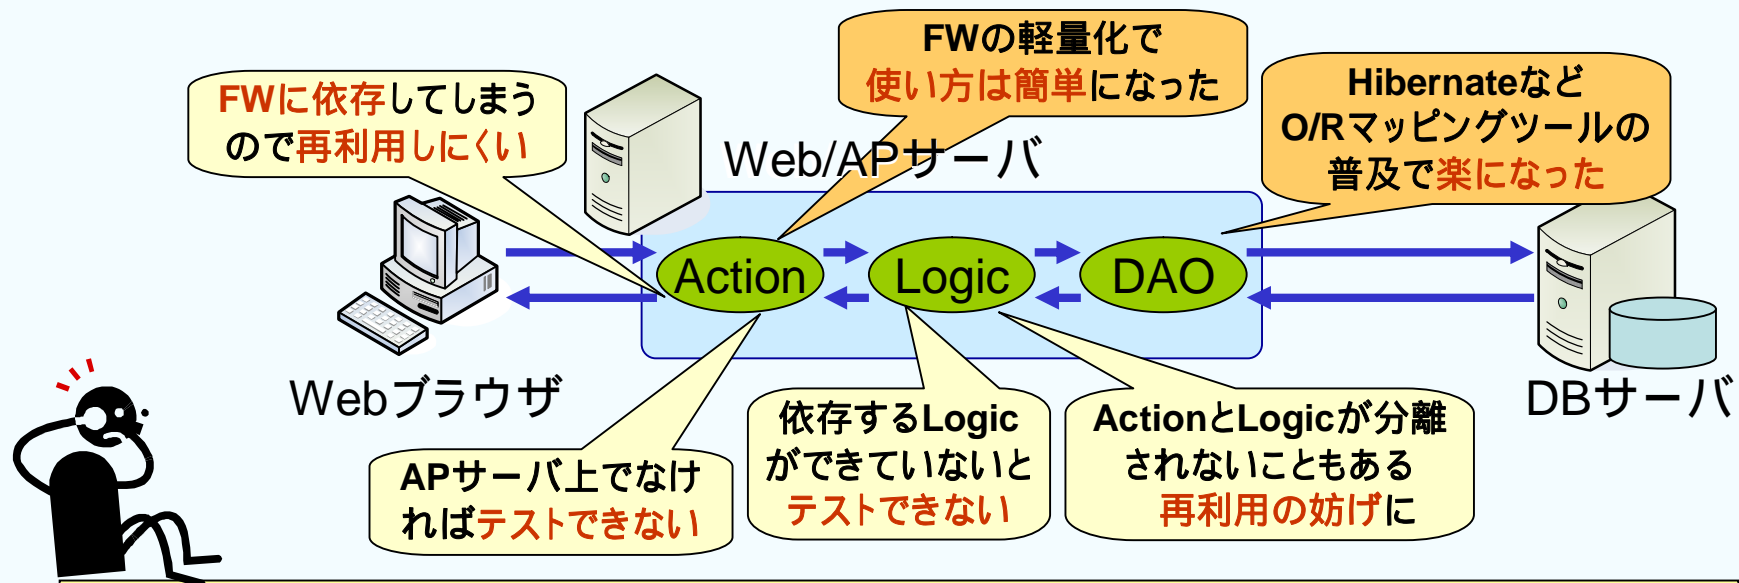 FWの軽量化で
使い方は簡単になった
Hibernateなど
O/Rマッピングツールの
普及で楽になった
FWに依存してしまう
ので再利用しにくい
Web/APサーバ
Action
Logic
DAO
Webブラウザ
DBサーバ
APサーバ上でなけ
ればテストできない
依存するLogic
ができていないと
テストできない
ActionとLogicが分離
されないこともある
再利用の妨げに